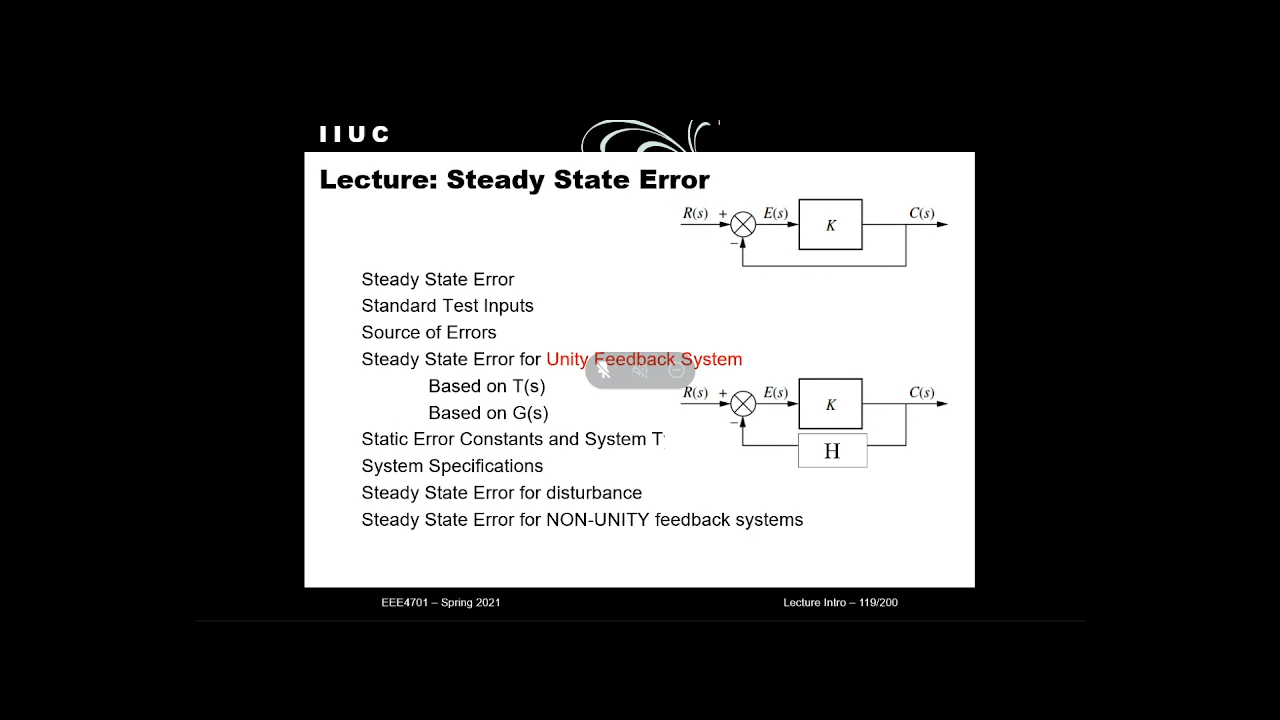 IIUC
Lecture: Steady State Error
R(s) + E(s) K C(s)
−
Steady State Error
Standard Test Inputs
Source of Errors
Steady State Error for Unity Feedback System
Based on T(s)
Based on G(s)
R(s) + E(s) K C(s)
−
H
Static Error Constants and System
System Specifications
Steady State Error for disturbance
Steady State Error for NON-UNITY feedback systems
EEE4701 – Spring 2021
Lecture Intro – 119/200